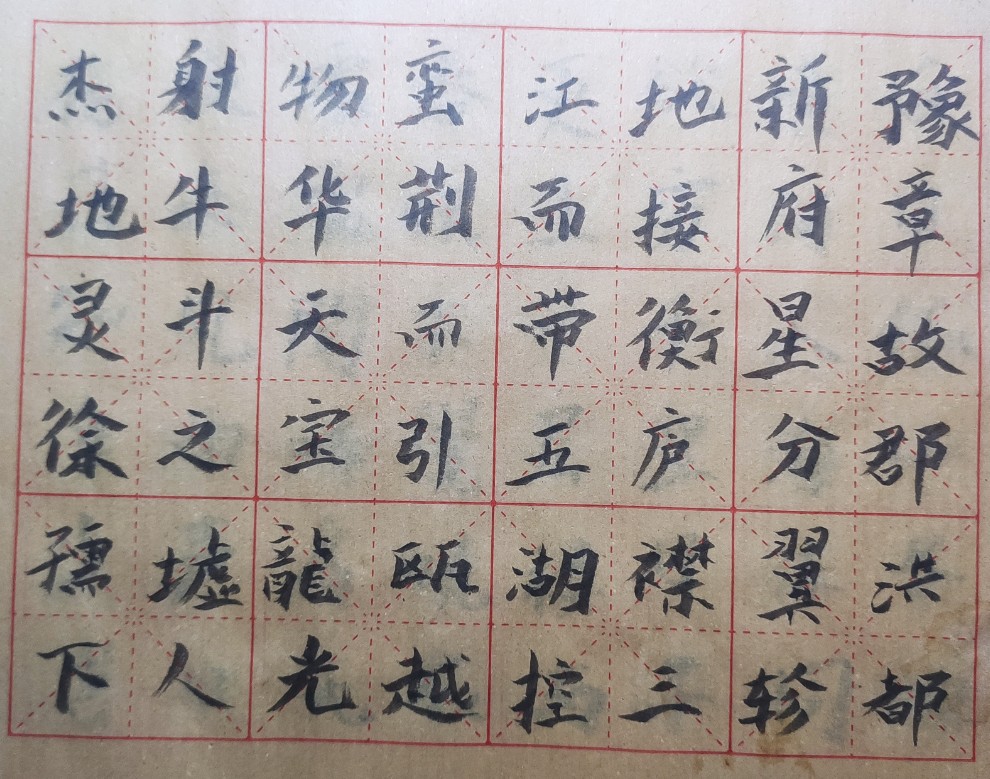 豫章故郡洪都
新府星分翼轸
地接衡庐襟三
江而带五湖控
蛮荆而引瓯越
物华天宝龍光
射牛斗之墟人
杰地灵徐孺下